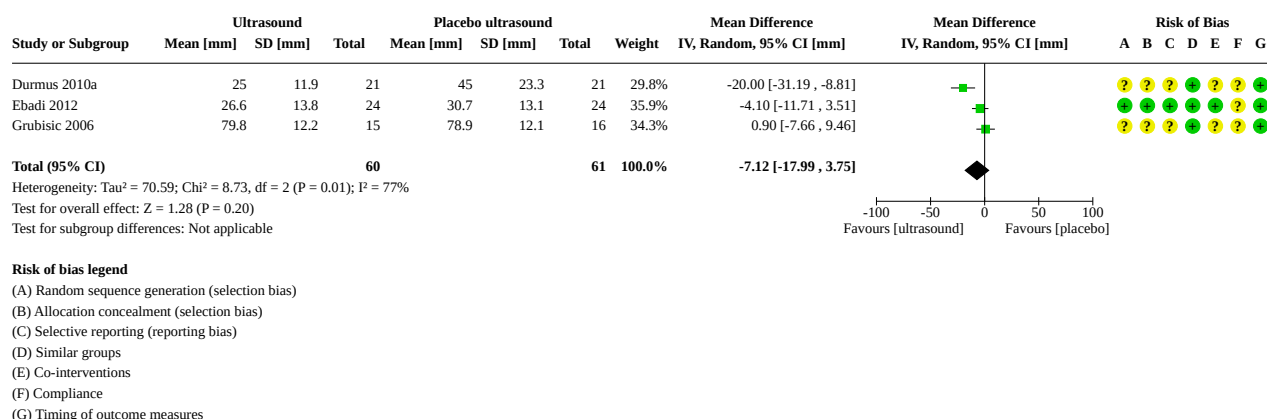 Ultrasound Placebo ultrasound Mean Difference Mean Difference Risk of Bias
Study or Subgroup Mean [mm] SD [mm] Total Mean [mm] SD [mm] Total Weight IV, Random, 95% CI [mm] IV, Random, 95% CI [mm] A B C D E F G
Durmus 2010a 25 11.9 21 45 23.3 21 29.8% -20.00 [-31.19 , -8.81] ? ? ? + ? ? +
Ebadi 2012 26.6 13.8 24 30.7 13.1 24 35.9% -4.10 [-11.71 , 3.51] + + + + + ? +
Grubisic 2006 79.8 12.2 15 78.9 12.1 16 34.3% 0.90 [-7.66 , 9.46] ? ? ? + ? ? +
Total (95% CI) 60 61 100.0% -7.12 [-17.99 , 3.75]
Heterogeneity: Tau² = 70.59; Chi² = 8.73, df = 2 (P = 0.01); I² = 77%
Test for overall effect: Z = 1.28 (P = 0.20)
-100 -50 0 50 100
Test for subgroup differences: Not applicable Favours [ultrasound] Favours [placebo]
Risk of bias legend
(A) Random sequence generation (selection bias)
(B) Allocation concealment (selection bias)
(C) Selective reporting (reporting bias)
(D) Similar groups
(E) Co-interventions
(F) Compliance
(G) Timing of outcome measures